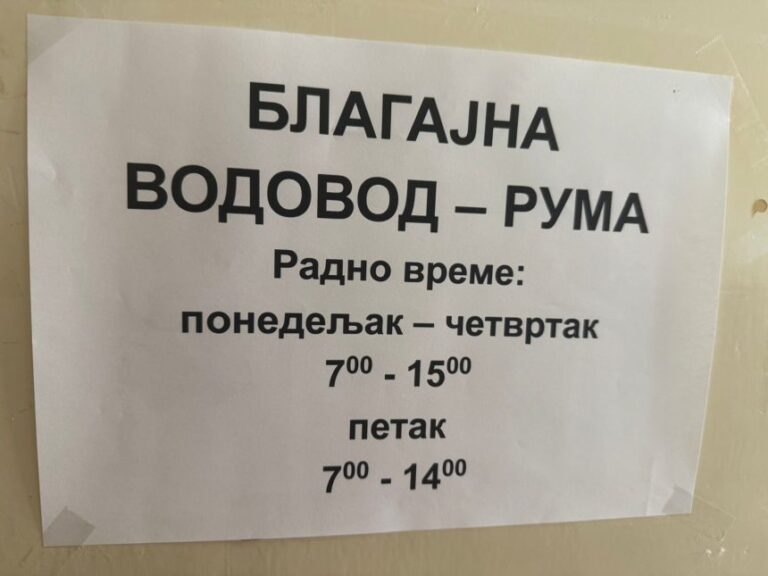 БЛАГАЈНА
ВОДОВОД – РУМА
Радно време:
понедељак – четвртак
7⁰⁰ - 15⁰⁰
петак
7⁰⁰ - 14⁰⁰